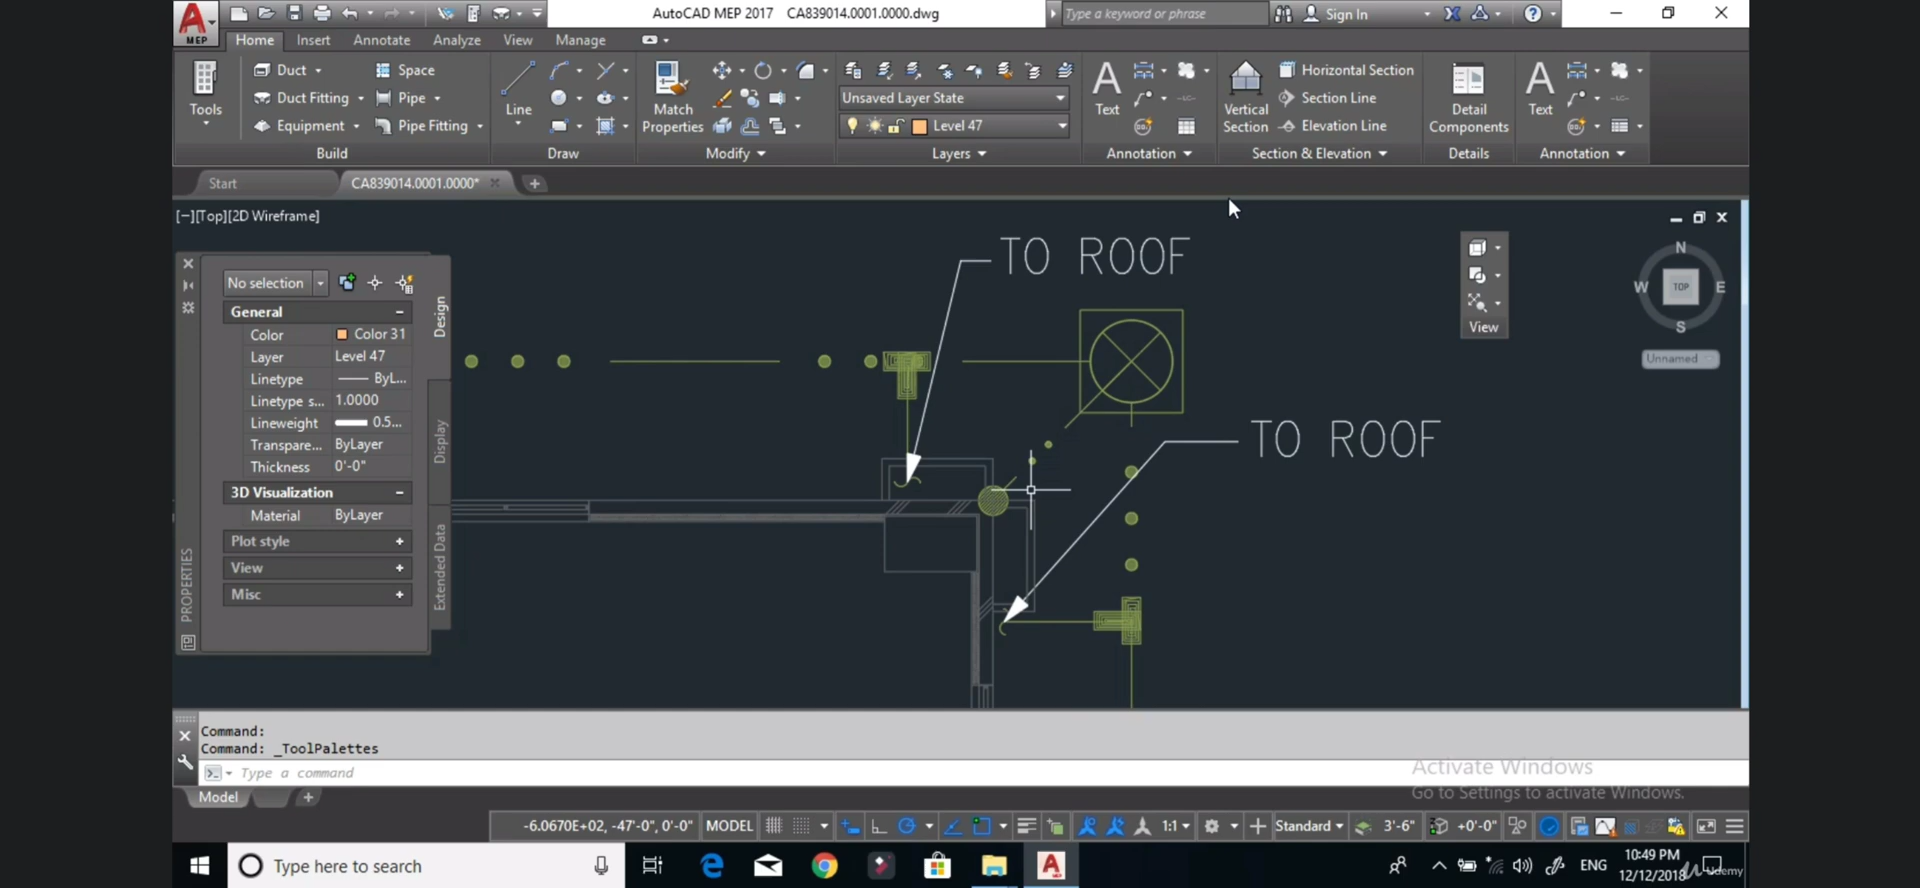 AutoCAD MEP 2017 CA839014.0001.0000.dwg
Type a keyword or phrase
Sign In
MEP
Home Insert Annotate Analyze View Manage
Tools
Duct
Duct Fitting
Equipment
Space
Pipe
Pipe Fitting
Build
Line
Draw
Match
Properties
Modify
Unsaved Layer State
Level 47
Layers
Text
Annotation
Vertical
Section
Horizontal Section
Section Line
Elevation Line
Section & Elevation
Detail
Components
Details
Text
Annotation
Start
CA839014.0001.0000*
[−][Top][2D Wireframe]
TO ROOF
TO ROOF
N
W TOP E
S
Unnamed
View
No selection
General
Color Color 31
Layer Level 47
Linetype ByL...
Linetype s... 1.0000
Lineweight 0.5...
Transpare... ByLayer
Thickness 0'-0"
3D Visualization
Material ByLayer
Plot style
View
Misc
Design
Display
Extended Data
PROPERTIES
Command:
Command: _ToolPalettes
Type a command
Activate Windows
Go to Settings to activate Windows.
Model
-6.0670E+02, -47'-0", 0'-0" MODEL 1:1 Standard 3'-6" +0'-0"
Type here to search
ENG
10:49 PM
12/12/2018
Udemy